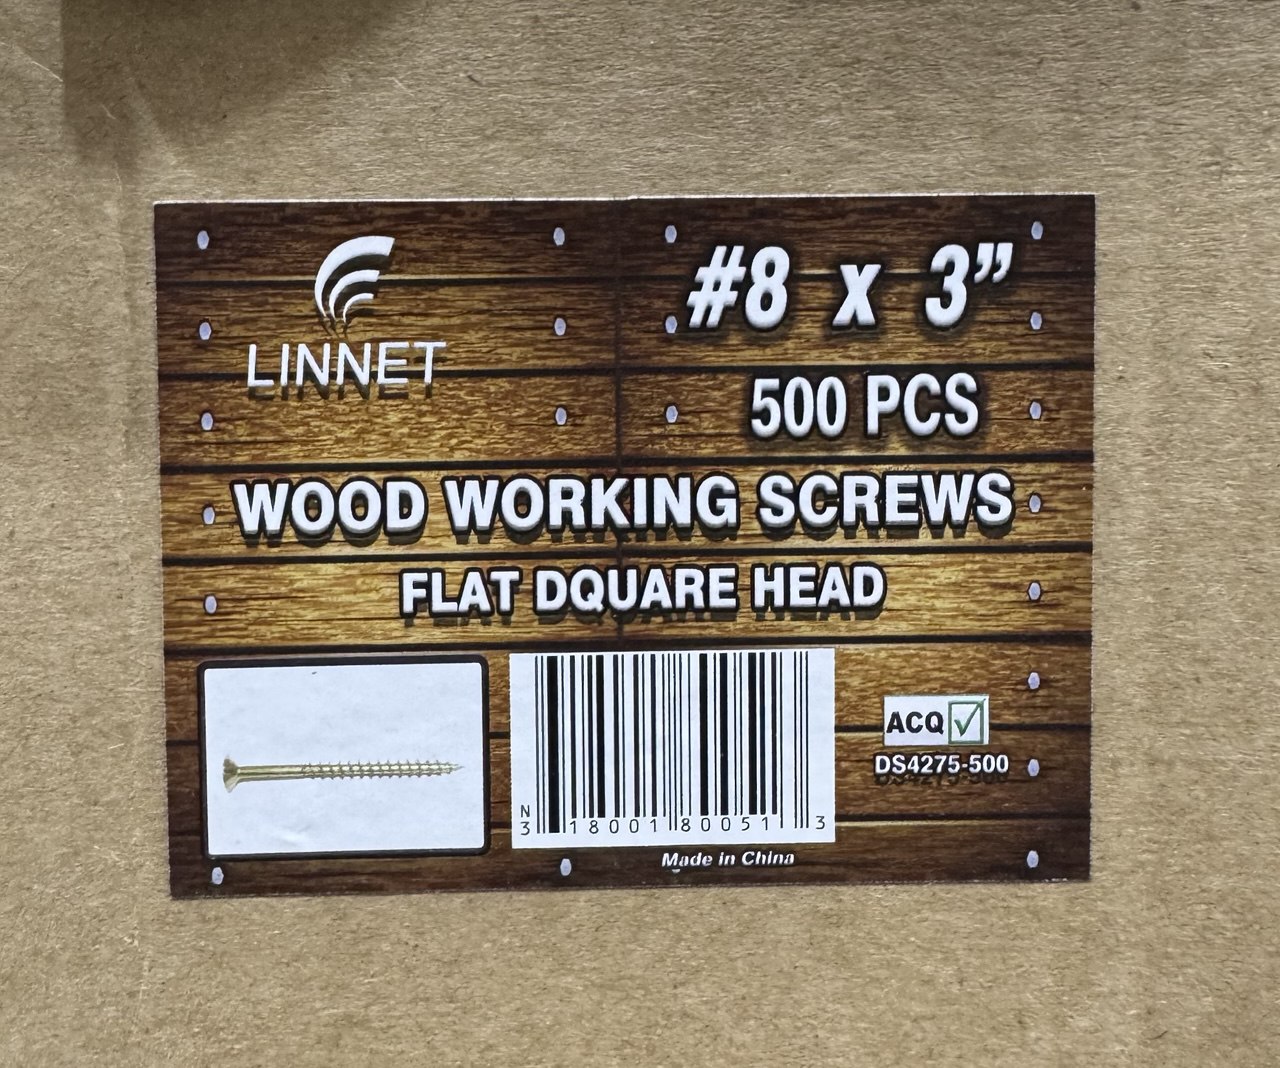 LINNET
#8 x 3”
500 PCS
WOOD WORKING SCREWS
FLAT DQUARE HEAD
ACQ
DS4275-500
N
3 18001 80051 3
Made in China